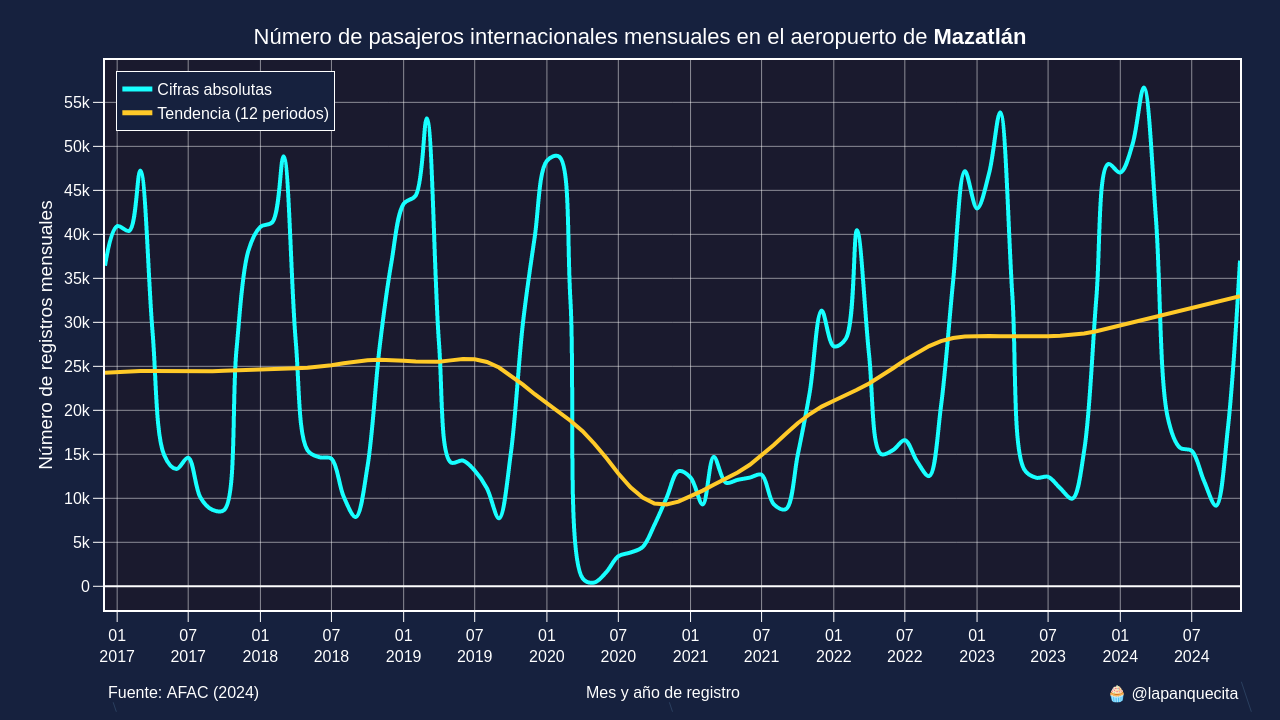 Número de pasajeros internacionales mensuales en el aeropuerto de Mazatlán
Cifras absolutas
Tendencia (12 periodos)
Número de registros mensuales
55k
50k
45k
40k
35k
30k
25k
20k
15k
10k
5k
0
01 07 01 07 01 07 01 07 01 07 01 07 01 07 01 07
2017 2017 2018 2018 2019 2019 2020 2020 2021 2021 2022 2022 2023 2023 2024 2024
Fuente: AFAC (2024)
Mes y año de registro
🧁 @lapanquecita